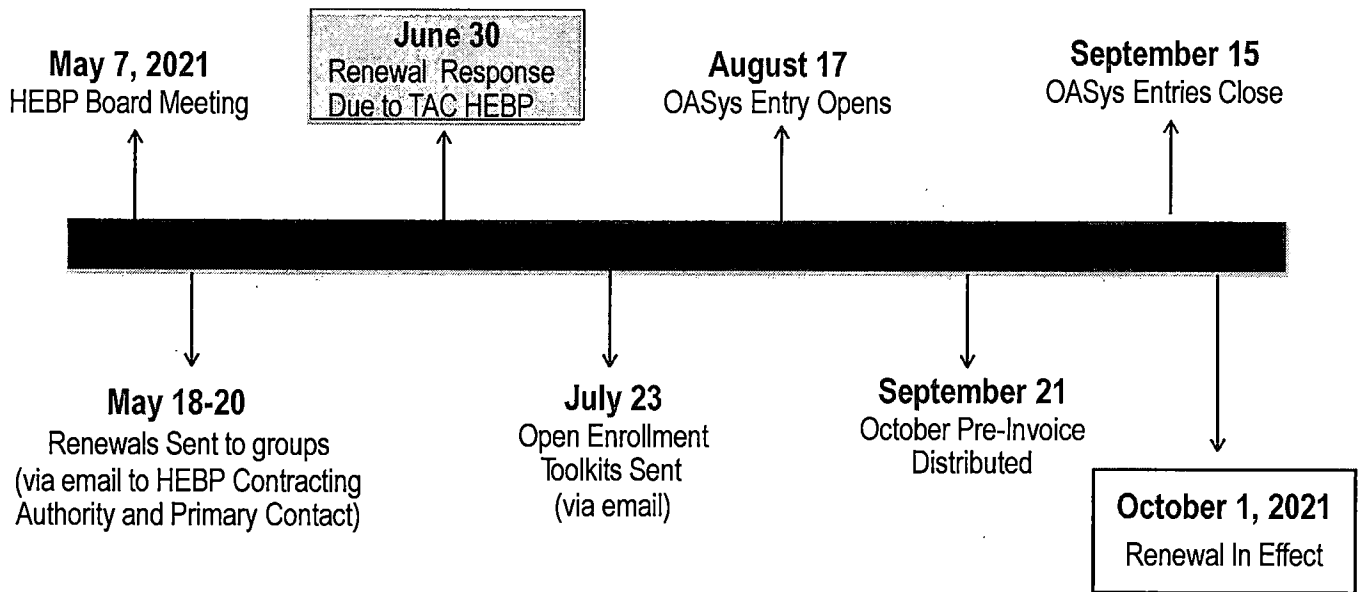 May 7, 2021
HEBP Board Meeting
June 30
Renewal Response
Due to TAC HEBP
August 17
OASys Entry Opens
September 15
OASys Entries Close
May 18-20
Renewals Sent to groups
(via email to HEBP Contracting
Authority and Primary Contact)
July 23
Open Enrollment
Toolkits Sent
(via email)
September 21
October Pre-Invoice
Distributed
October 1, 2021
Renewal In Effect